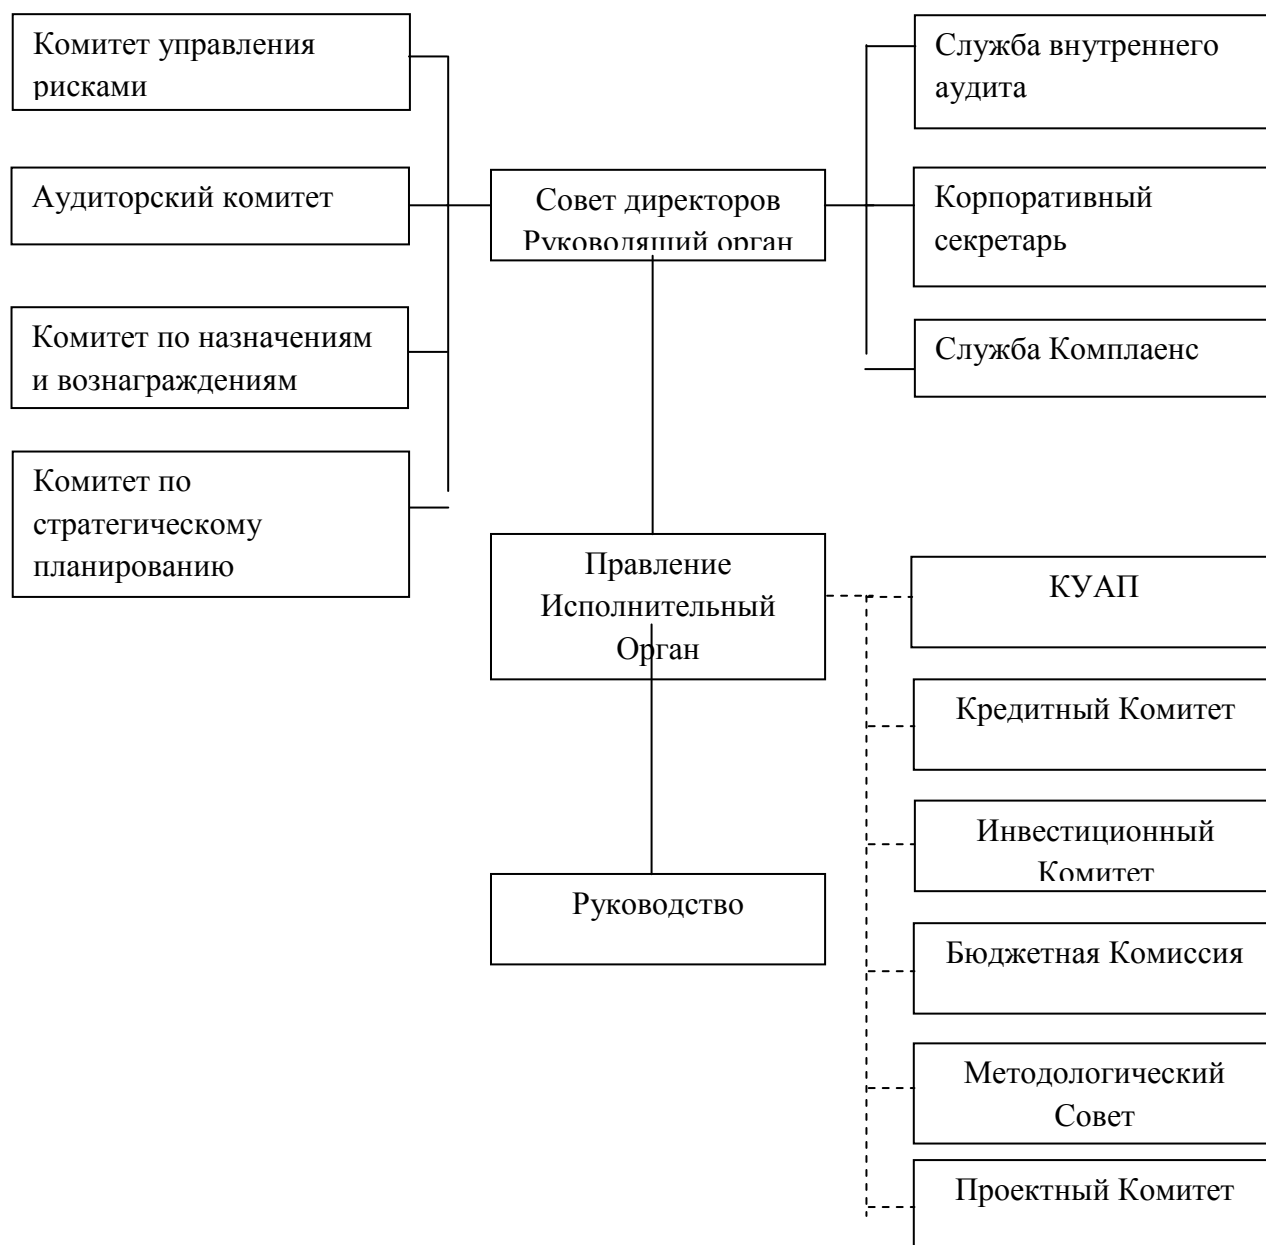 Комитет управления
рисками
Аудиторский комитет
Комитет по назначениям
и вознаграждениям
Комитет по
стратегическому
планированию
Совет директоров
Руководящий орган
Правление
Исполнительный
Орган
Руководство
Служба внутреннего
аудита
Корпоративный
секретарь
Служба Комплаенс
КУАП
Кредитный Комитет
Инвестиционный
Комитет
Бюджетная Комиссия
Методологический
Совет
Проектный Комитет